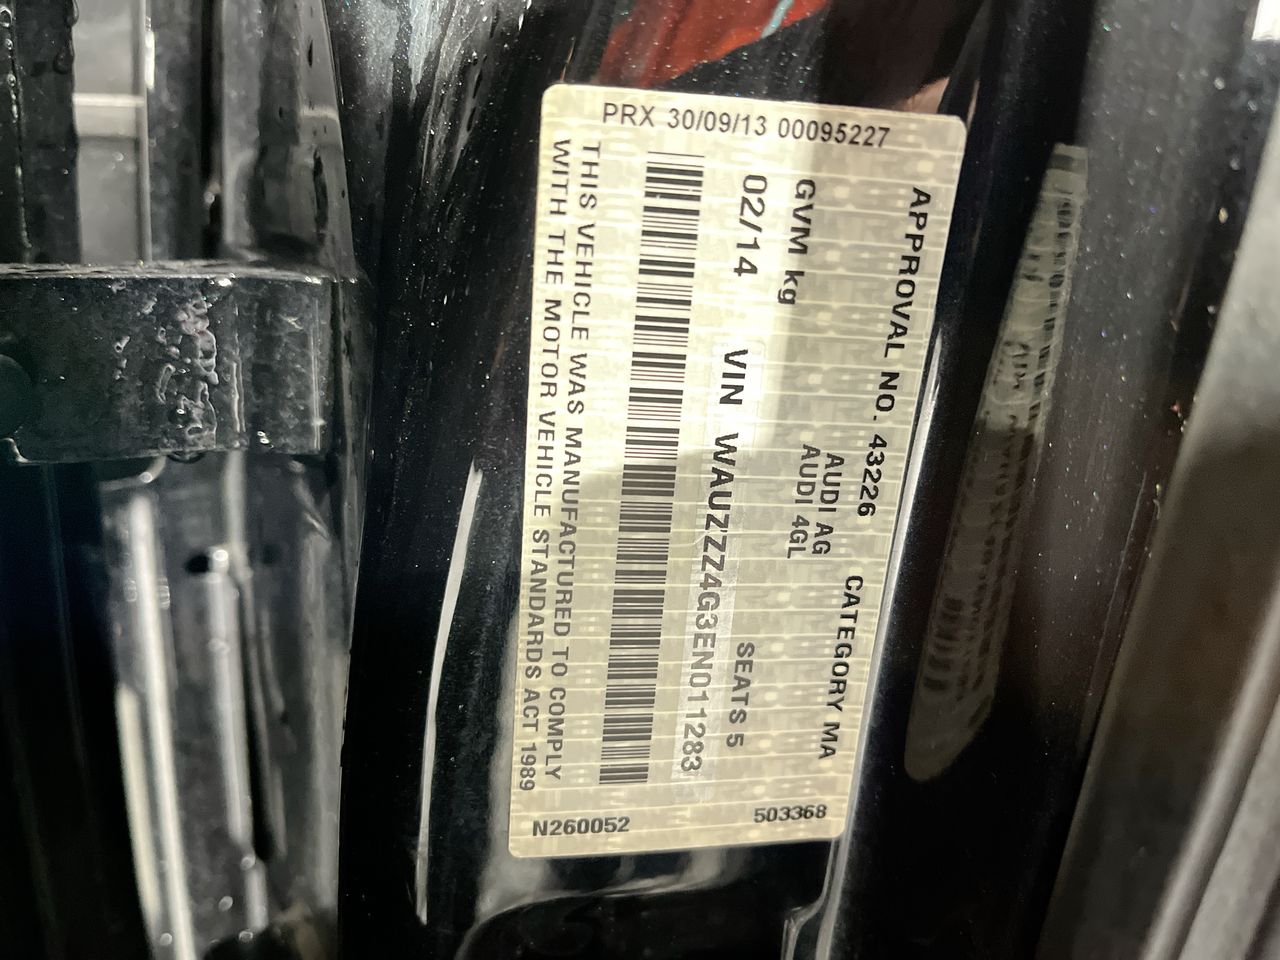 PRX 30/09/13 00095227
APPROVAL NO. 43226 CATEGORY MA
AUDI AG
GVM kg AUDI 4GL SEATS 5
02/14 VIN WAUZZZ4G3EN011283
THIS VEHICLE WAS MANUFACTURED TO COMPLY
WITH THE MOTOR VEHICLE STANDARDS ACT 1989
N260052 503368